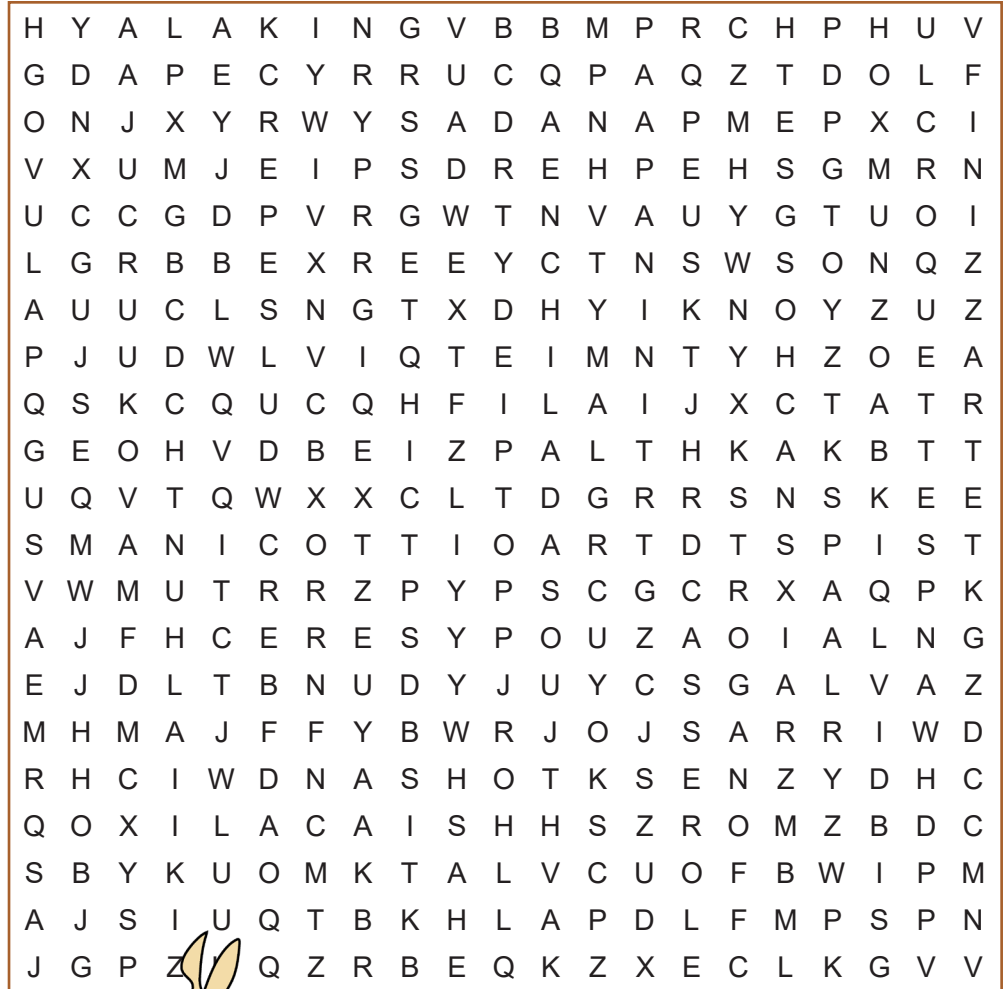 H Y A L A K I N G V B B M P R C H P H U V
G D A P E C Y R R U C Q P A Q Z T D O L F
O N J X Y R W Y S A D A N A P M E P X C I
V X U M J E I P S D R E H P E H S G M R N
U C C G D P V R G W T N V A U Y G T U O I
L G R B B E X R E E Y C T N S W S O N Q Z
A U U C L S N G T X D H Y I K N O Y Z U Z
P J U D W L V I Q T E I M N T Y H Z O E A
Q S K C Q U C Q H F I L A I J X C T A T R
G E O H V D B E I Z P A L T H K A K B T T
U Q V T Q W X X C L T D G R R S N S K E E
S M A N I C O T T I O A R T D T S P I S T
V W M U T R R Z P Y P S C G C R X A Q P K
A J F H C E R E S Y P O U Z A O I A L N G
E J D L T B N U D Y J U Y C S G A L V A Z
M H M A J F F Y B W R J O J S A R R I W D
R H C I W D N A S H O T K S E N Z Y D H C
Q O X I L A C A I S H H S Z R O M Z B D C
S B Y K U O M K T A L V C U O F B W I P M
A J S I U Q T B K H L A P D L F M P S P N
J G P Z Q Z R B E Q K Z X E C L K G V V